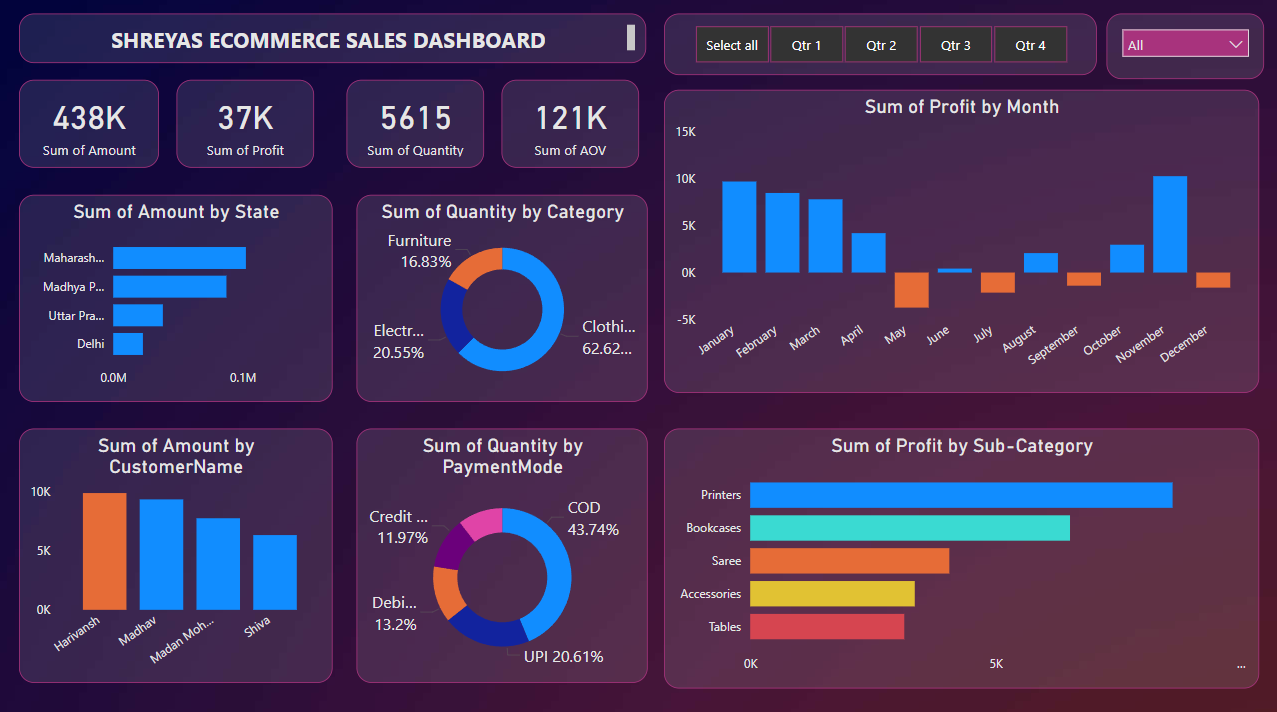 SHREYAS ECOMMERCE SALES DASHBOARD
Select all
Qtr 1
Qtr 2
Qtr 3
Qtr 4
All
438K
Sum of Amount
37K
Sum of Profit
5615
Sum of Quantity
121K
Sum of AOV
Sum of Profit by Month
15K
10K
5K
0K
-5K
January
February
March
April
May
June
July
August
September
October
November
December
Sum of Amount by State
Maharash...
Madhya P...
Uttar Pra...
Delhi
0.0M
0.1M
Sum of Quantity by Category
Furniture
16.83%
Electr...
20.55%
Clothi...
62.62...
Sum of Amount by
CustomerName
10K
5K
0K
Harivansh
Madhav
Madan Moh...
Shiva
Sum of Quantity by
PaymentMode
COD
43.74%
Credit ...
11.97%
Debi...
13.2%
UPI 20.61%
Sum of Profit by Sub-Category
Printers
Bookcases
Saree
Accessories
Tables
0K
5K
...